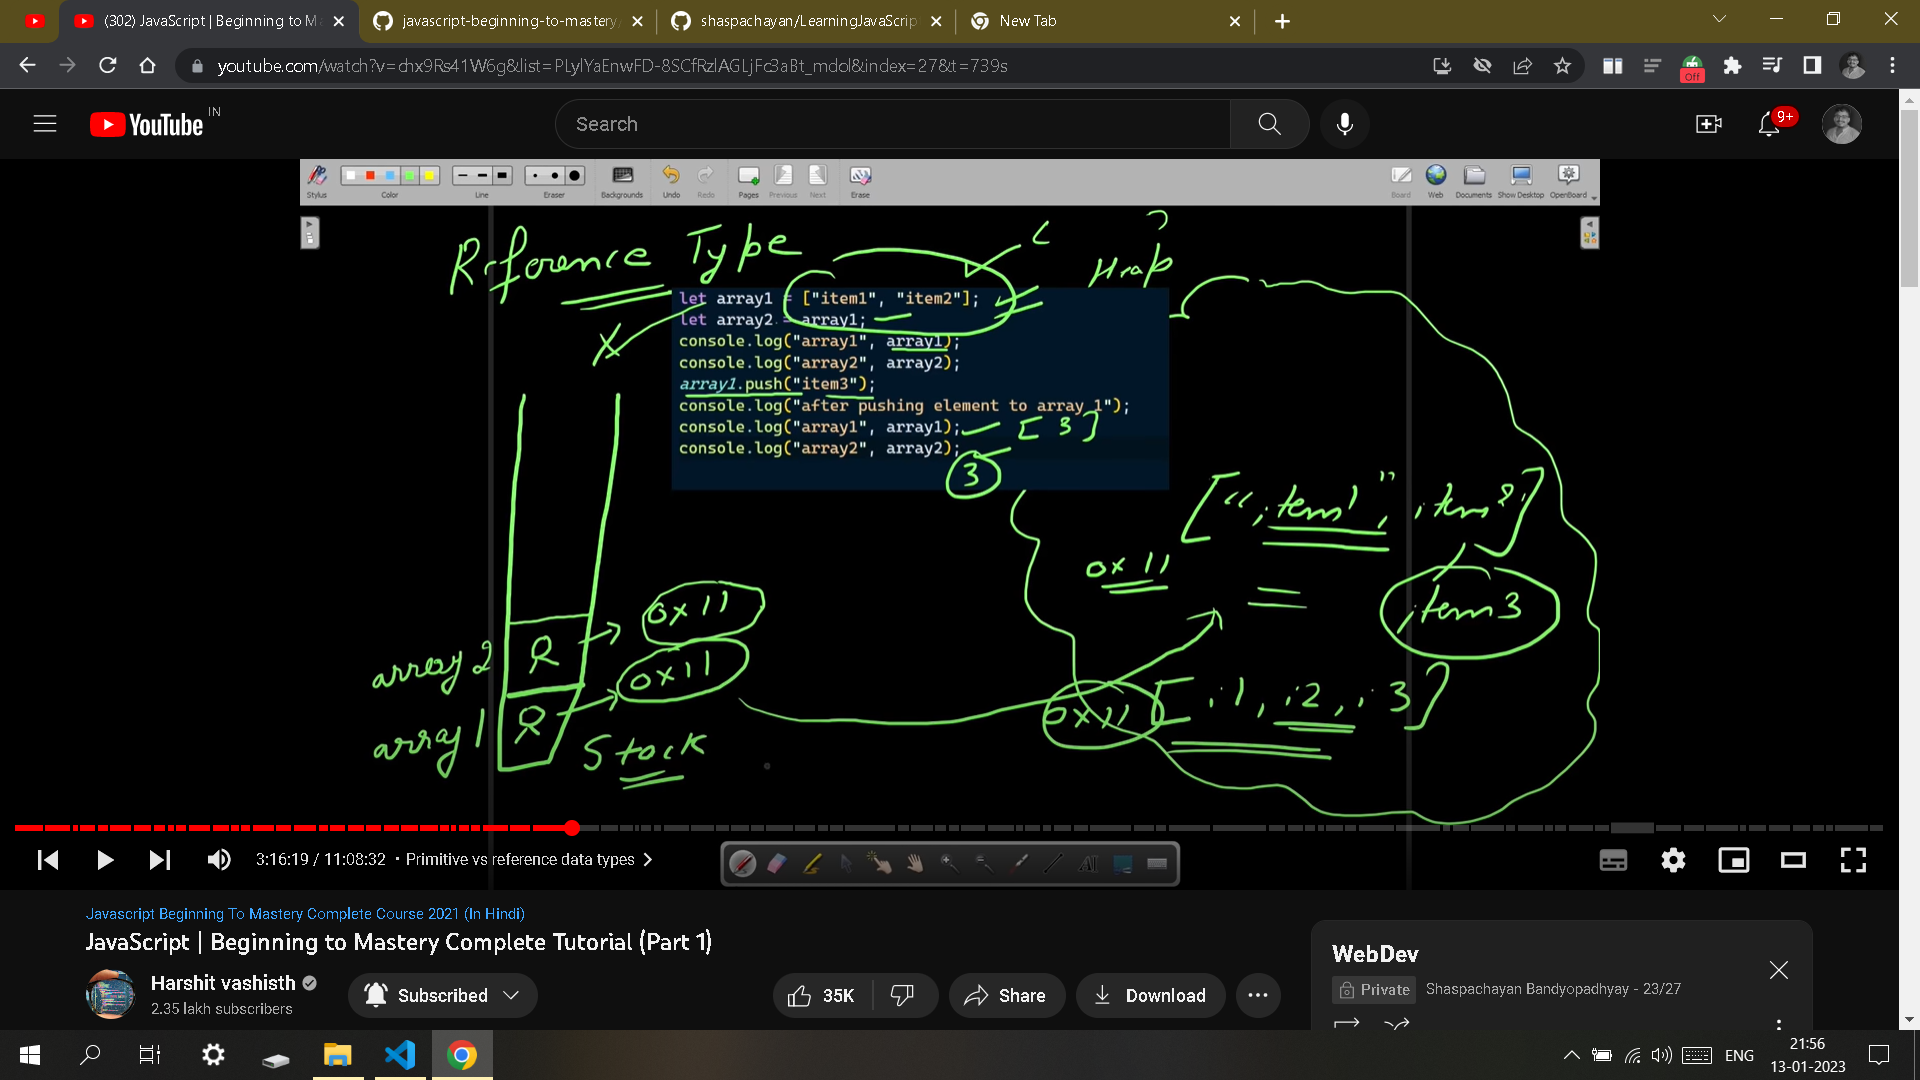 (302) JavaScript | Beginning to M
javascript-beginning-to-mastery
shaspachayan/LearningJavaScrip
New Tab
youtube.com/watch?v=chx9Rs41W6g&list=PLylYaEnwFD-8SCfRzlAGLjFc3aBt_mdol&index=27&t=739s
Off
YouTube IN
Search
9+
Stylus Color Line Eraser Backgrounds Undo Redo Pages Previous Next Erase Board Web Documents Show Desktop OpenBoard
Reference Type
Heap
let array1 = ["item1", "item2"];
let array2 = array1;
console.log("array1", array1);
console.log("array2", array2);
array1.push("item3");
console.log("after pushing element to array 1");
console.log("array1", array1); [ 3 ]
console.log("array2", array2);
3
["item1", item2]
0x11
item3
0x11
array2 R
0x11
array1 R
0x11 [i1, i2, i3]
Stack
3:16:19 / 11:08:32 • Primitive vs reference data types
Javascript Beginning To Mastery Complete Course 2021 (In Hindi)
JavaScript | Beginning to Mastery Complete Tutorial (Part 1)
Harshit vashisth
2.35 lakh subscribers
Subscribed
35K
Share
Download
WebDev
Private Shaspachayan Bandyopadhyay - 23/27
ENG
21:56
13-01-2023